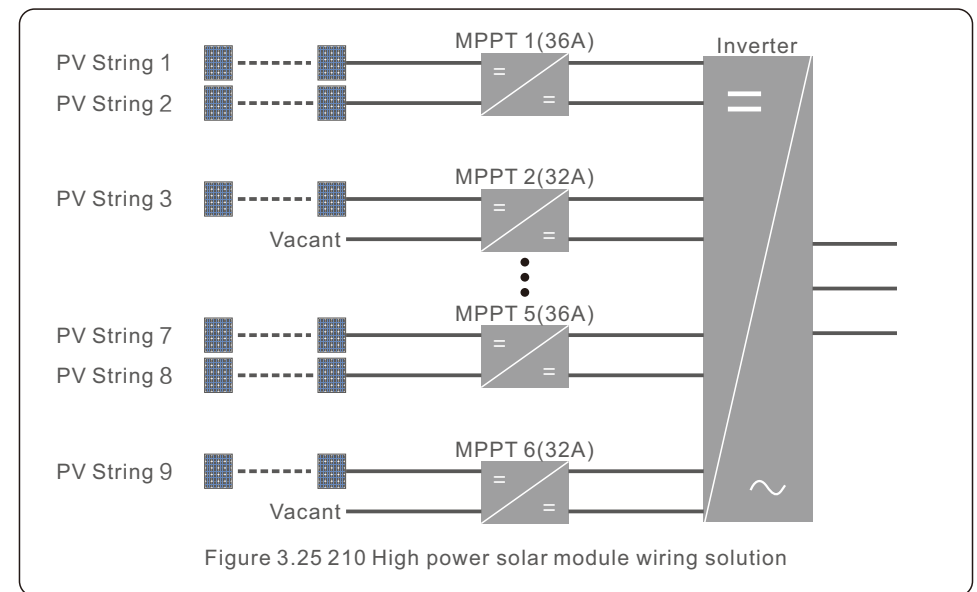 MPPT 1(36A)
Inverter
PV String 1
PV String 2
MPPT 2(32A)
PV String 3
Vacant
MPPT 5(36A)
PV String 7
PV String 8
MPPT 6(32A)
PV String 9
Vacant
Figure 3.25 210 High power solar module wiring solution